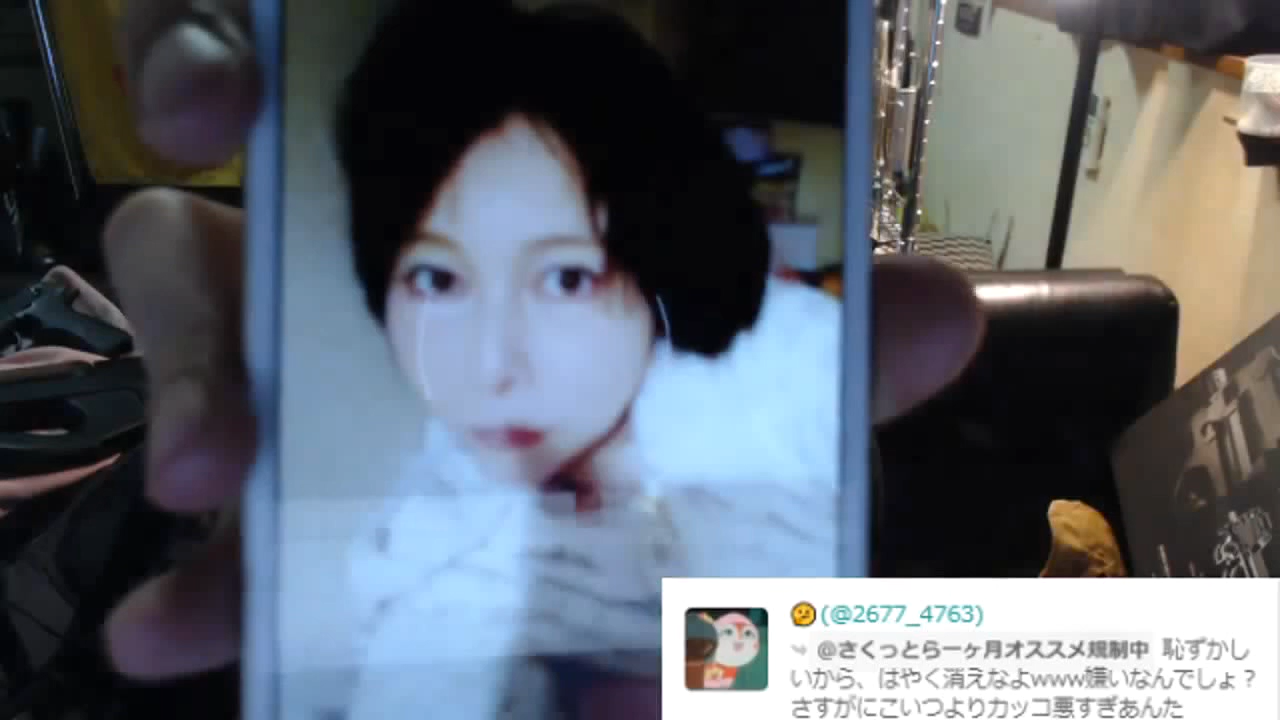 🫤(@2677_4763)
@さくっとら一ヶ月オススメ規制中 恥ずかし
いから、はやく消えなよwww嫌いなんでしょ？
さすがにこいつよりカッコ悪すぎあんた